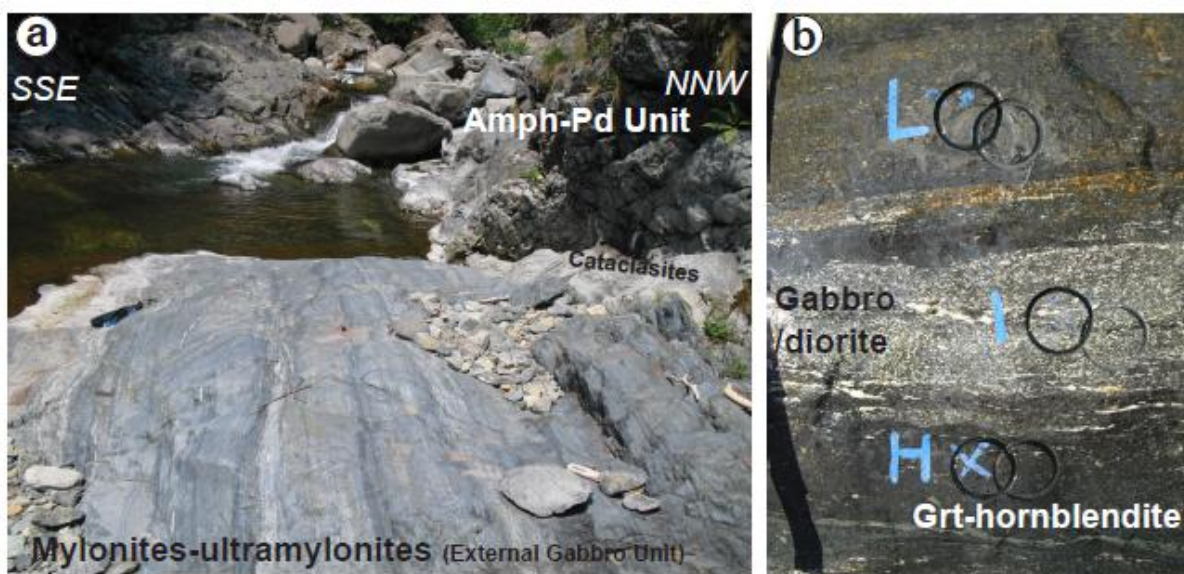 a
SSE
NNW
Amph-Pd Unit
Cataclasites
Mylonites-ultramylonites (External Gabbro Unit)
b
L
Gabbro
/diorite
I
H x
Grt-hornblendite